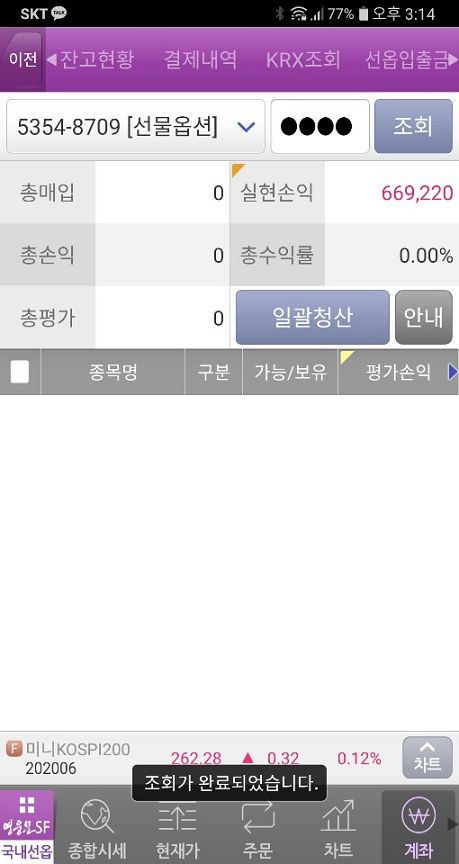 SKT TALK 77% 오후 3:14
이전 잔고현황 결제내역 KRX조회 선옵입출금
5354-8709 [선물옵션] 조회
총매입 0 실현손익 669,220
총손익 0 총수익률 0.00%
총평가 0 일괄청산 안내
종목명 구분 가능/보유 평가손익
F 미니KOSPI200
202006 262.28 ▲ 0.32 0.12% 차트
조회가 완료되었습니다.
영웅문SF
국내선옵 종합시세 현재가 주문 차트 계좌